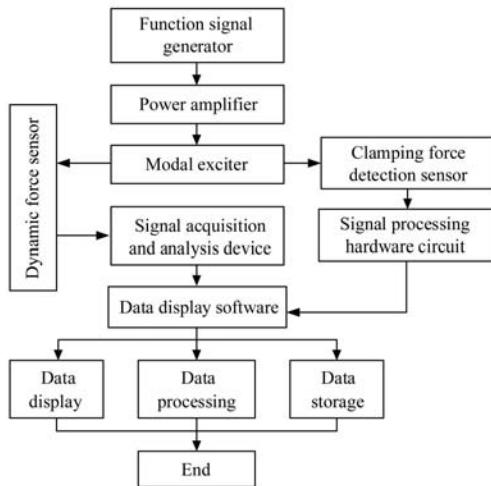 Function signal
generator
Power amplifier
Dynamic force sensor
Modal exciter
Clamping force
detection sensor
Signal acquisition
and analysis device
Signal processing
hardware circuit
Data display software
Data
display
Data
processing
Data
storage
End